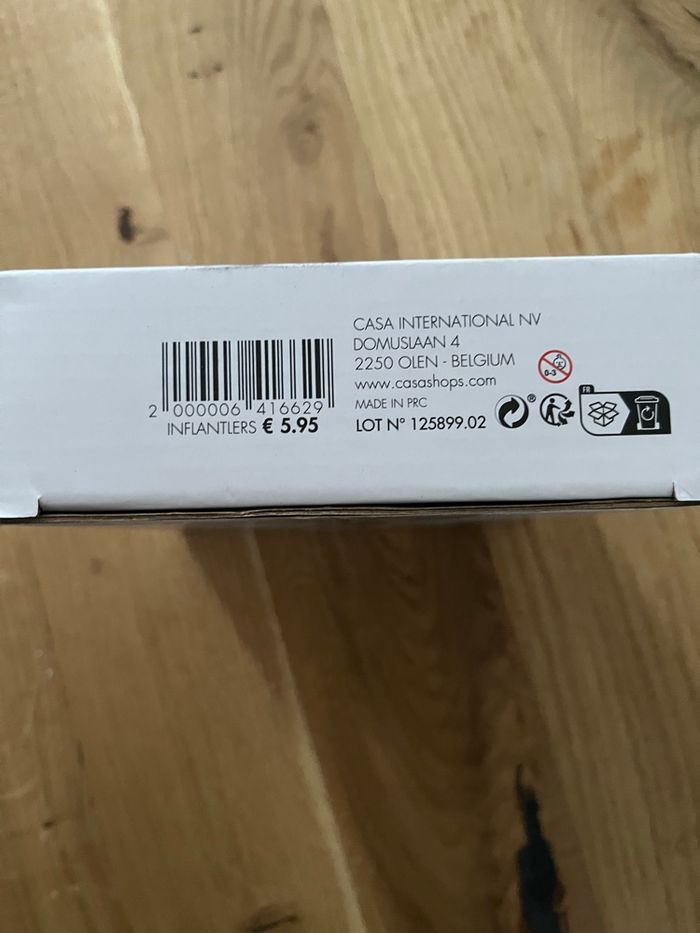 2 000006 416629
INFLANTLERS € 5.95
CASA INTERNATIONAL NV
DOMUSLAAN 4
2250 OLEN - BELGIUM
www.casashops.com
MADE IN PRC
LOT N° 125899.02
0-3
®
FR